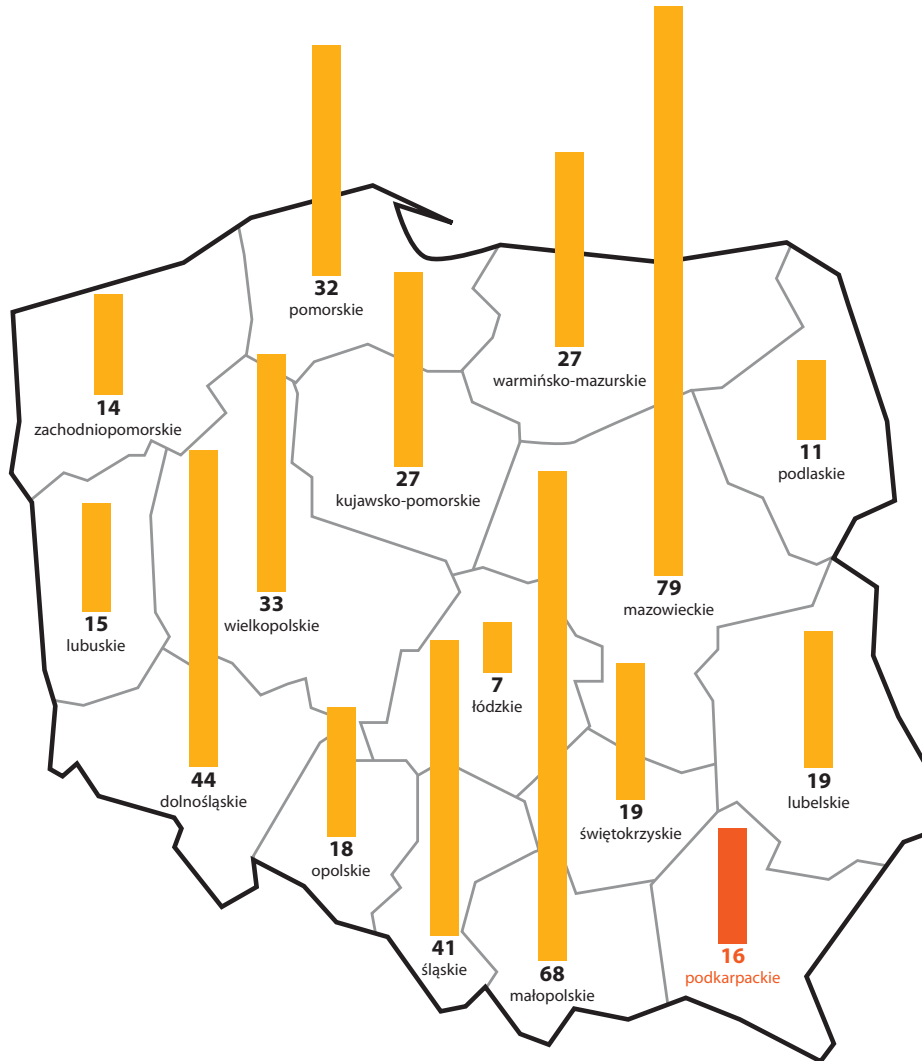 32
pomorskie
27
warmińsko-mazurskie
14
zachodniopomorskie
11
podlaskie
27
kujawsko-pomorskie
79
mazowieckie
33
wielkopolskie
15
lubuskie
7
łódzkie
44
dolnośląskie
19
lubelskie
19
świętokrzyskie
18
opolskie
41
śląskie
68
małopolskie
16
podkarpackie